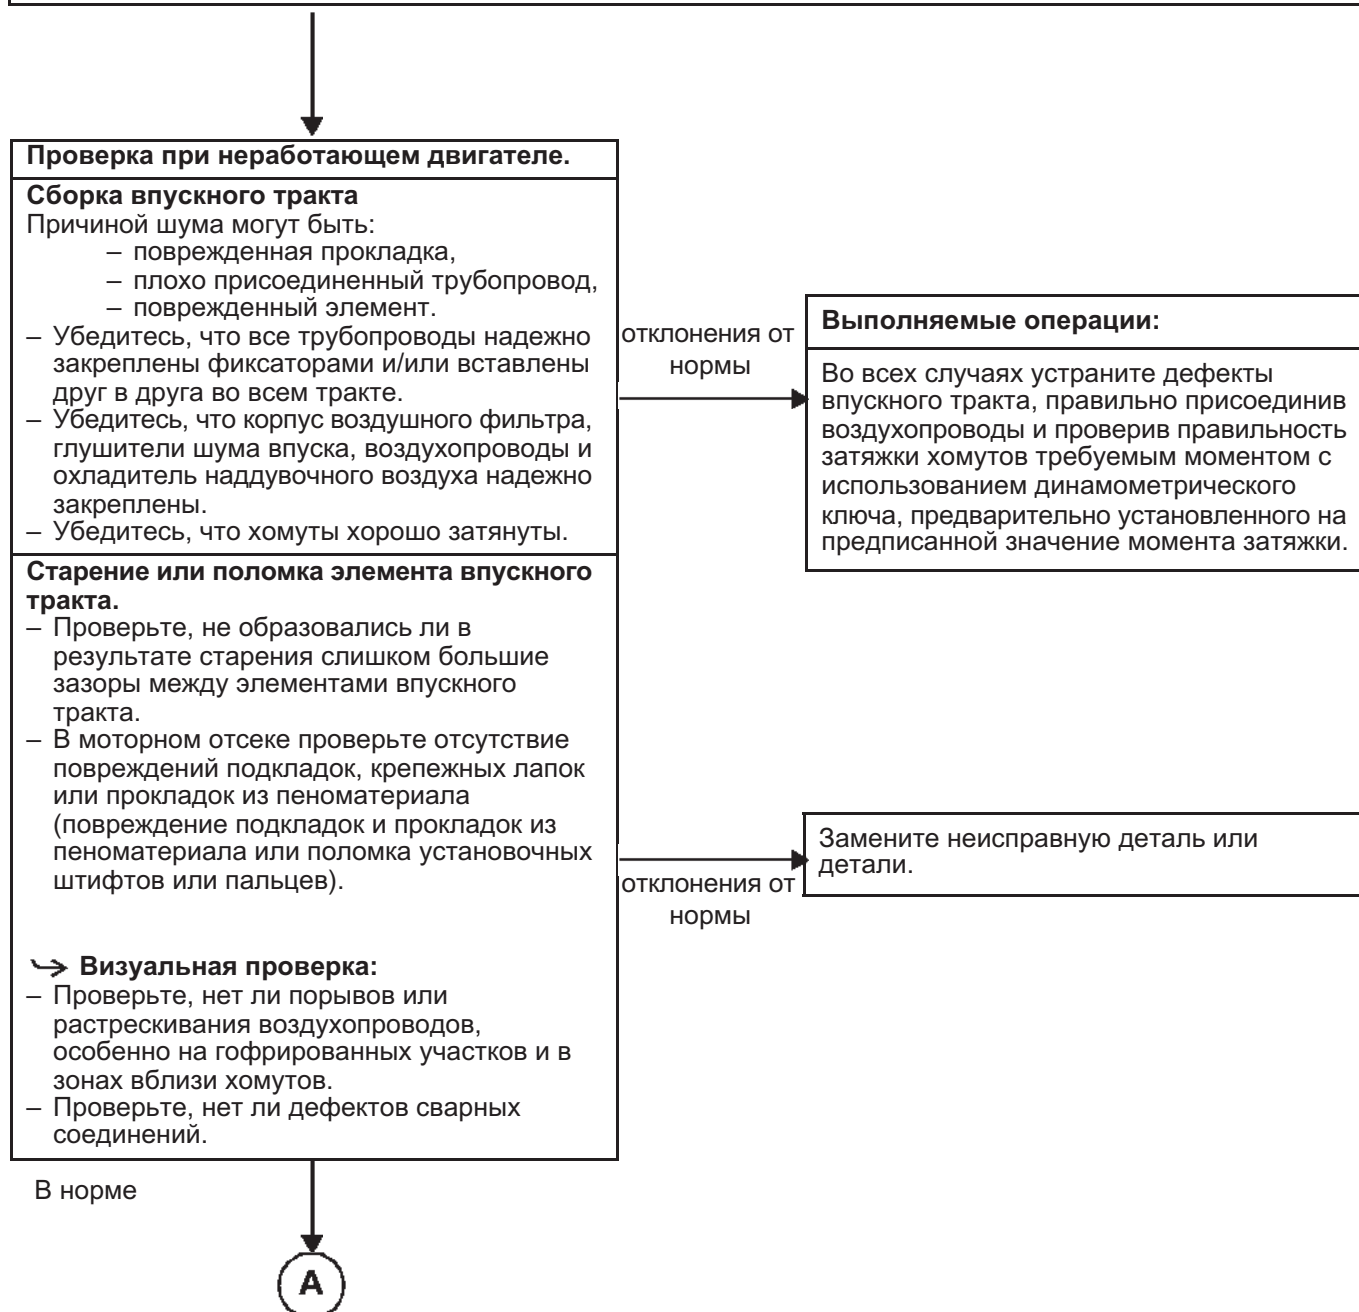 Проверка при неработающем двигателе.
Сборка впускного тракта
Причиной шума могут быть:
– поврежденная прокладка,
– плохо присоединенный трубопровод,
– поврежденный элемент.
– Убедитесь, что все трубопроводы надежно
закреплены фиксаторами и/или вставлены
друг в друга во всем тракте.
– Убедитесь, что корпус воздушного фильтра,
глушители шума впуска, воздухопроводы и
охладитель наддувочного воздуха надежно
закреплены.
– Убедитесь, что хомуты хорошо затянуты.
отклонения от
нормы
Выполняемые операции:
Во всех случаях устраните дефекты
впускного тракта, правильно присоединив
воздухопроводы и проверив правильность
затяжки хомутов требуемым моментом с
использованием динамометрического
ключа, предварительно установленного на
предписанной значение момента затяжки.
Старение или поломка элемента впускного
тракта.
– Проверьте, не образовались ли в
результате старения слишком большие
зазоры между элементами впускного
тракта.
– В моторном отсеке проверьте отсутствие
повреждений подкладок, крепежных лапок
или прокладок из пеноматериала
(повреждение подкладок и прокладок из
пеноматериала или поломка установочных
штифтов или пальцев).
отклонения от
нормы
Замените неисправную деталь или
детали.
Визуальная проверка:
– Проверьте, нет ли порывов или
растрескивания воздухопроводов,
особенно на гофрированных участков и в
зонах вблизи хомутов.
– Проверьте, нет ли дефектов сварных
соединений.
В норме
A